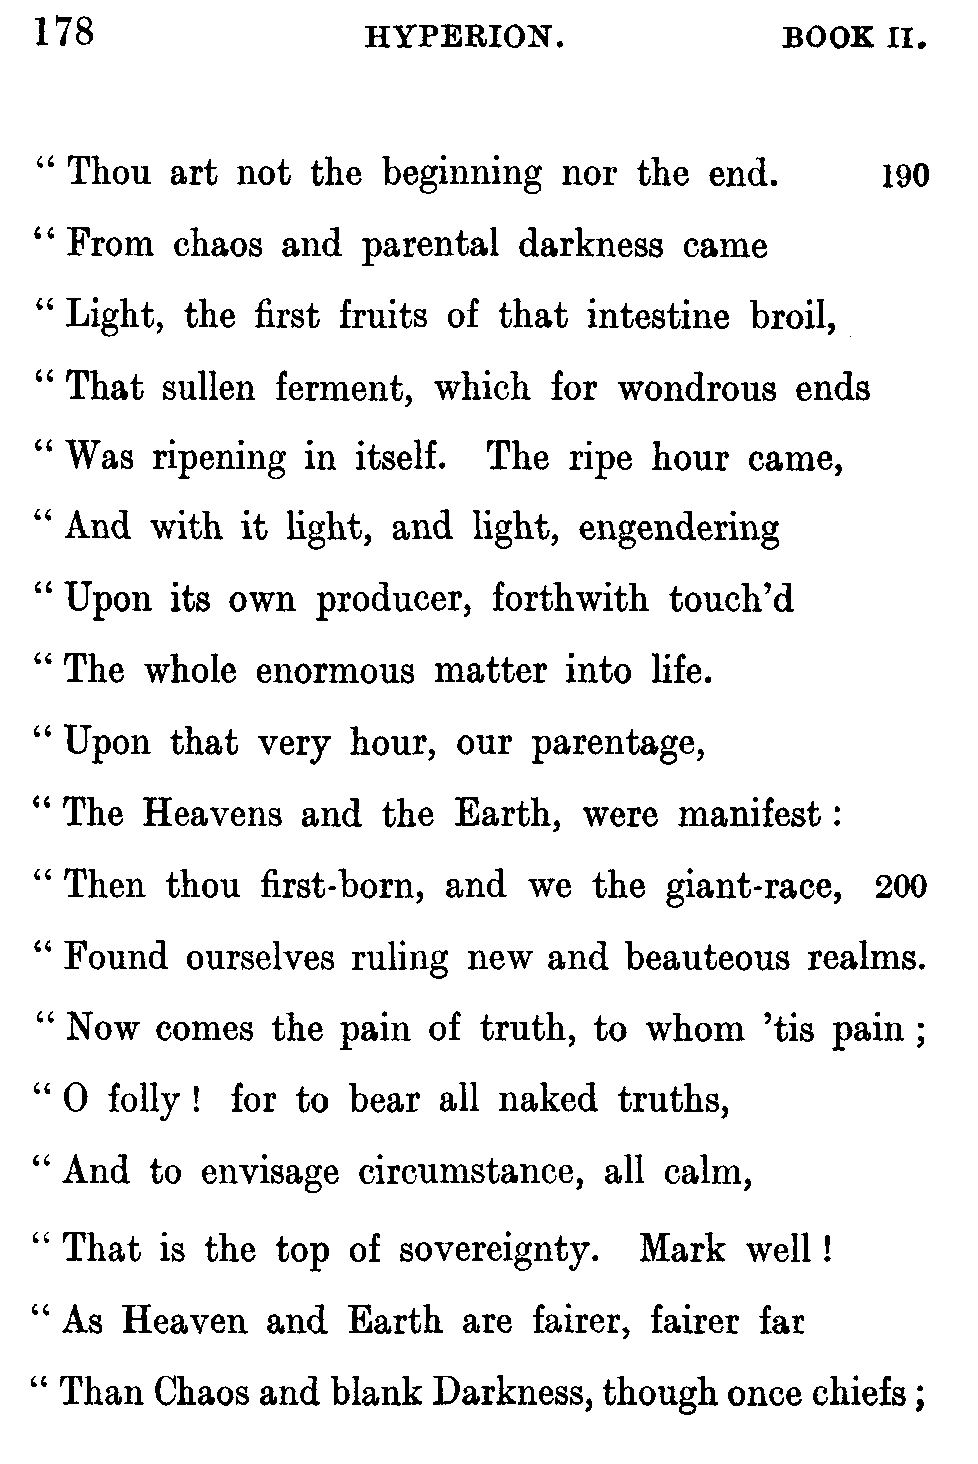 178 HYPERION. BOOK II.
“ Thou art not the beginning nor the end. 190
“ From chaos and parental darkness came
“ Light, the first fruits of that intestine broil,
“ That sullen ferment, which for wondrous ends
“ Was ripening in itself. The ripe hour came,
“ And with it light, and light, engendering
“ Upon its own producer, forthwith touch’d
“ The whole enormous matter into life.
“ Upon that very hour, our parentage,
“ The Heavens and the Earth, were manifest :
“ Then thou first-born, and we the giant-race, 200
“ Found ourselves ruling new and beauteous realms.
“ Now comes the pain of truth, to whom ’tis pain ;
“ O folly ! for to bear all naked truths,
“ And to envisage circumstance, all calm,
“ That is the top of sovereignty. Mark well !
“ As Heaven and Earth are fairer, fairer far
“ Than Chaos and blank Darkness, though once chiefs ;